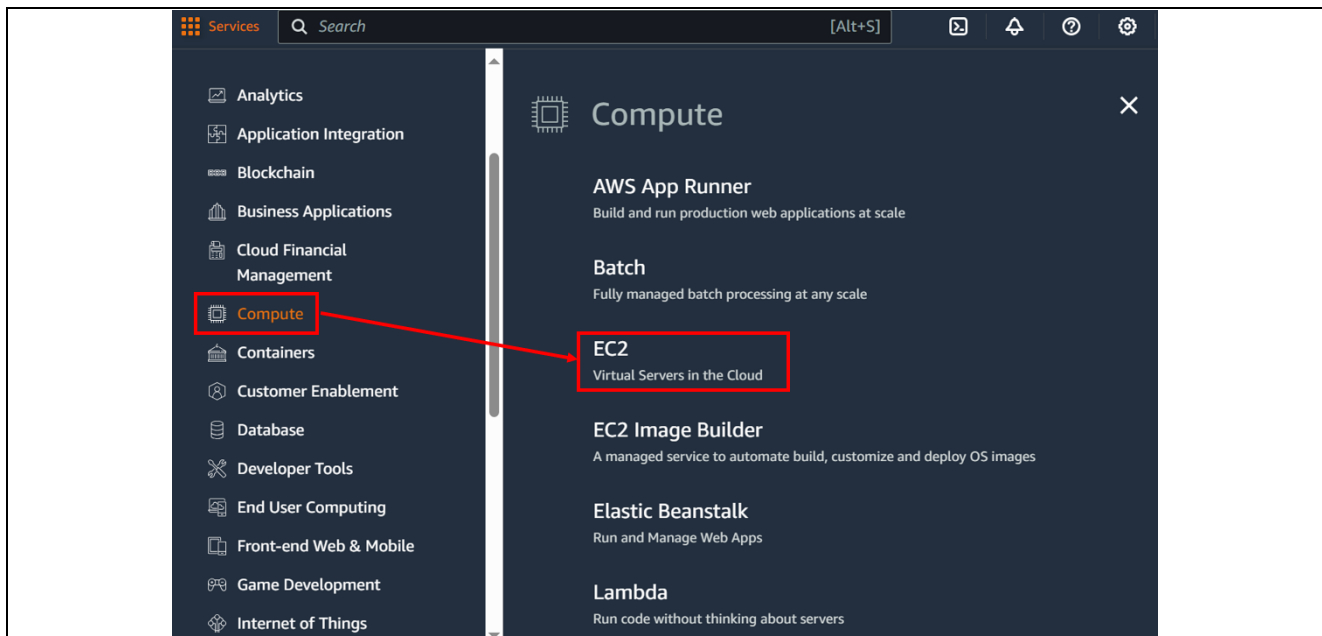 Services
Search
[Alt+S]
Analytics
Application Integration
Blockchain
Business Applications
Cloud Financial
Management
Compute
Containers
Customer Enablement
Database
Developer Tools
End User Computing
Front-end Web & Mobile
Game Development
Internet of Things
Compute
AWS App Runner
Build and run production web applications at scale
Batch
Fully managed batch processing at any scale
EC2
Virtual Servers in the Cloud
EC2 Image Builder
A managed service to automate build, customize and deploy OS images
Elastic Beanstalk
Run and Manage Web Apps
Lambda
Run code without thinking about servers